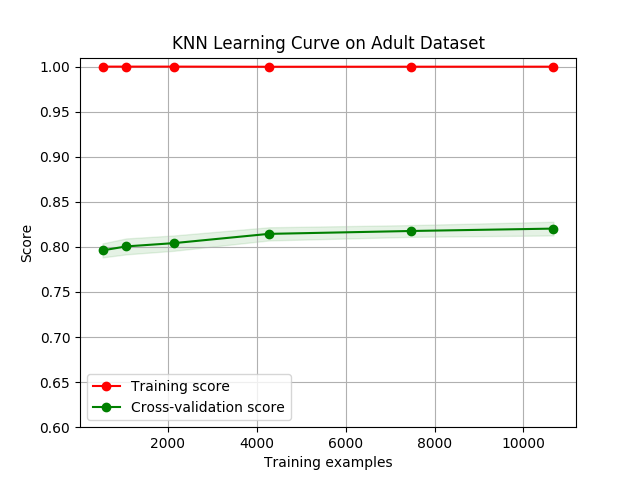 KNN Learning Curve on Adult Dataset
1.00
0.95
0.90
0.85
0.80
0.75
0.70
0.65
0.60
Score
Training score
Cross-validation score
2000 4000 6000 8000 10000
Training examples